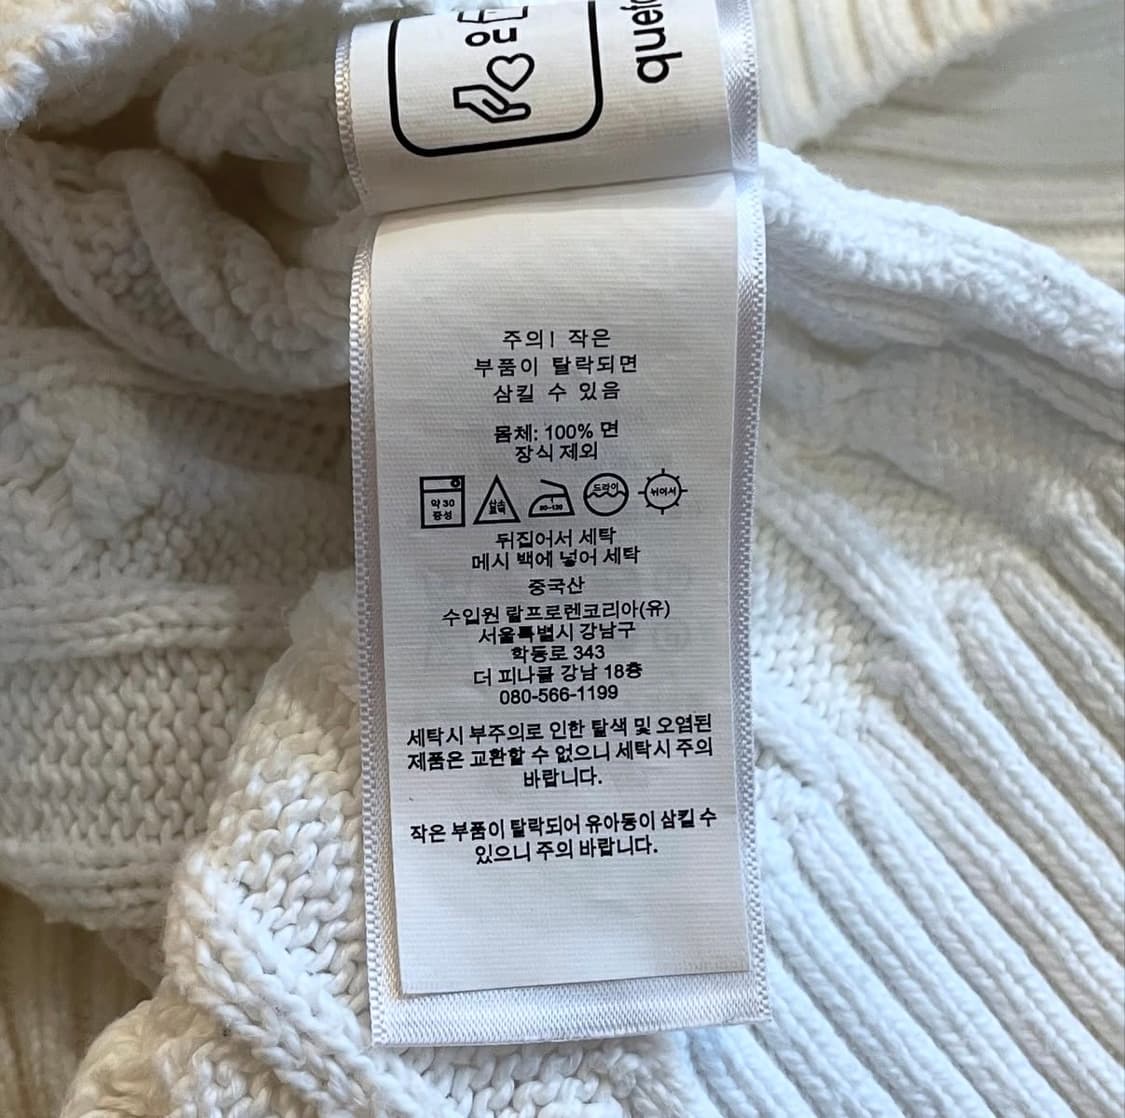 주의! 작은
부품이 탈락되면
삼킬 수 있음
몸체: 100% 면
장식 제외
약 30
중성
80~120
드라이
뉘어서
뒤집어서 세탁
메시 백에 넣어 세탁
중국산
수입원 랄프로렌코리아(유)
서울특별시 강남구
학동로 343
더 피나클 강남 18층
080-566-1199
세탁시 부주의로 인한 탈색 및 오염된
제품은 교환할 수 없으니 세탁시 주의
바랍니다.
작은 부품이 탈락되어 유아동이 삼킬 수
있으니 주의 바랍니다.